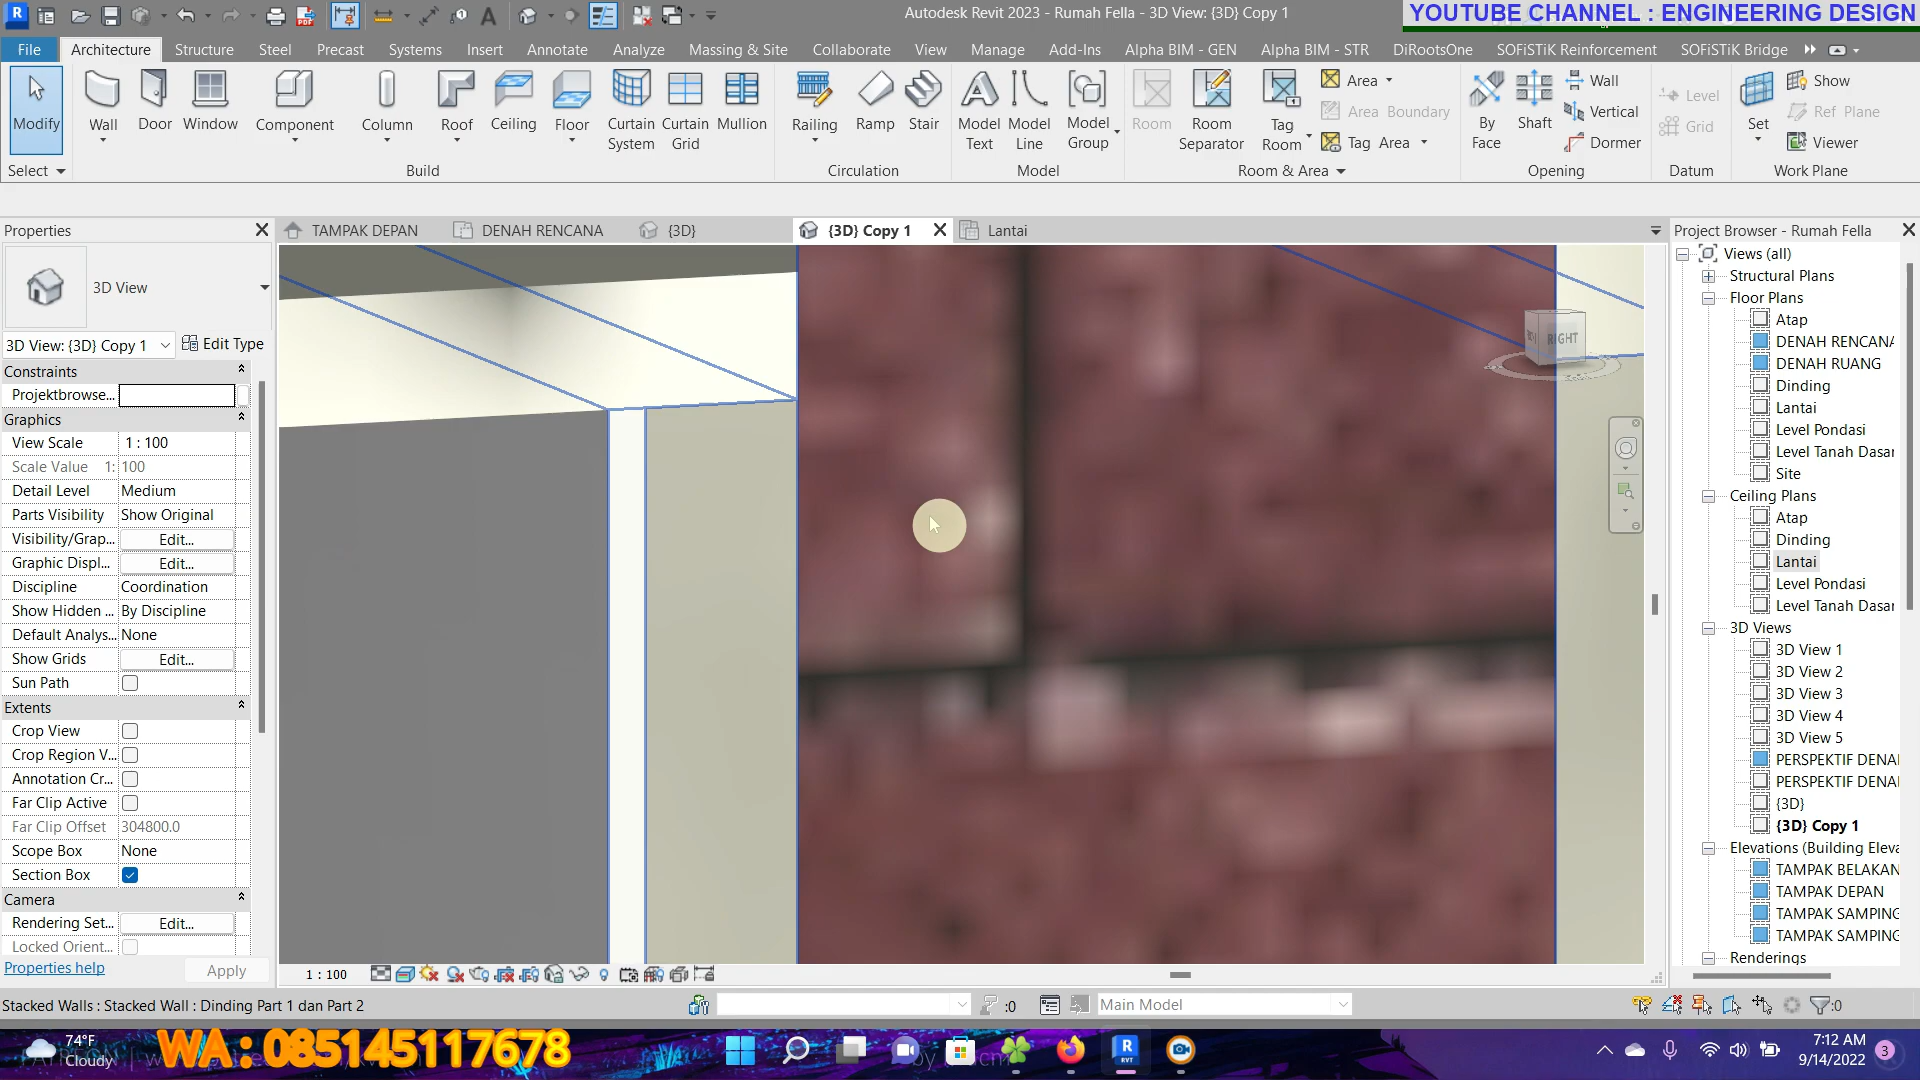 Autodesk Revit 2023 - Rumah Fella - 3D View: {3D} Copy 1
YOUTUBE CHANNEL : ENGINEERING DESIGN
File Architecture Structure Steel Precast Systems Insert Annotate Analyze Massing & Site Collaborate View Manage Add-Ins Alpha BIM - GEN Alpha BIM - STR DiRootsOne SOFiSTiK Reinforcement SOFiSTiK Bridge
Modify Wall Door Window Component Column Roof Ceiling Floor Curtain System Curtain Grid Mullion Railing Ramp Stair Model Text Model Line Model Group Room Room Separator Tag Room Area Area Boundary Tag Area By Face Shaft Wall Vertical Dormer Level Grid Set Show Ref Plane Viewer
Select Build Circulation Model Room & Area Opening Datum Work Plane
Properties
TAMPAK DEPAN DENAH RENCANA {3D} {3D} Copy 1 Lantai
Project Browser - Rumah Fella
3D View
3D View: {3D} Copy 1 Edit Type
Constraints
Projektbrowse...
Graphics
View Scale 1 : 100
Scale Value 1: 100
Detail Level Medium
Parts Visibility Show Original
Visibility/Grap... Edit...
Graphic Displ... Edit...
Discipline Coordination
Show Hidden ... By Discipline
Default Analys... None
Show Grids Edit...
Sun Path
Extents
Crop View
Crop Region V...
Annotation Cr...
Far Clip Active
Far Clip Offset 304800.0
Scope Box None
Section Box
Camera
Rendering Set... Edit...
Locked Orient...
Properties help Apply
RIGHT
Views (all)
Structural Plans
Floor Plans
Atap
DENAH RENCANA
DENAH RUANG
Dinding
Lantai
Level Pondasi
Level Tanah Dasar
Site
Ceiling Plans
Atap
Dinding
Lantai
Level Pondasi
Level Tanah Dasar
3D Views
3D View 1
3D View 2
3D View 3
3D View 4
3D View 5
PERSPEKTIF DENA
PERSPEKTIF DENA
{3D}
{3D} Copy 1
Elevations (Building Eleva
TAMPAK BELAKAN
TAMPAK DEPAN
TAMPAK SAMPING
TAMPAK SAMPING
Renderings
1 : 100
Stacked Walls : Stacked Wall : Dinding Part 1 dan Part 2
:0
Main Model
:0
74°F
Cloudy
WA : 085145117678
7:12 AM
9/14/2022
3